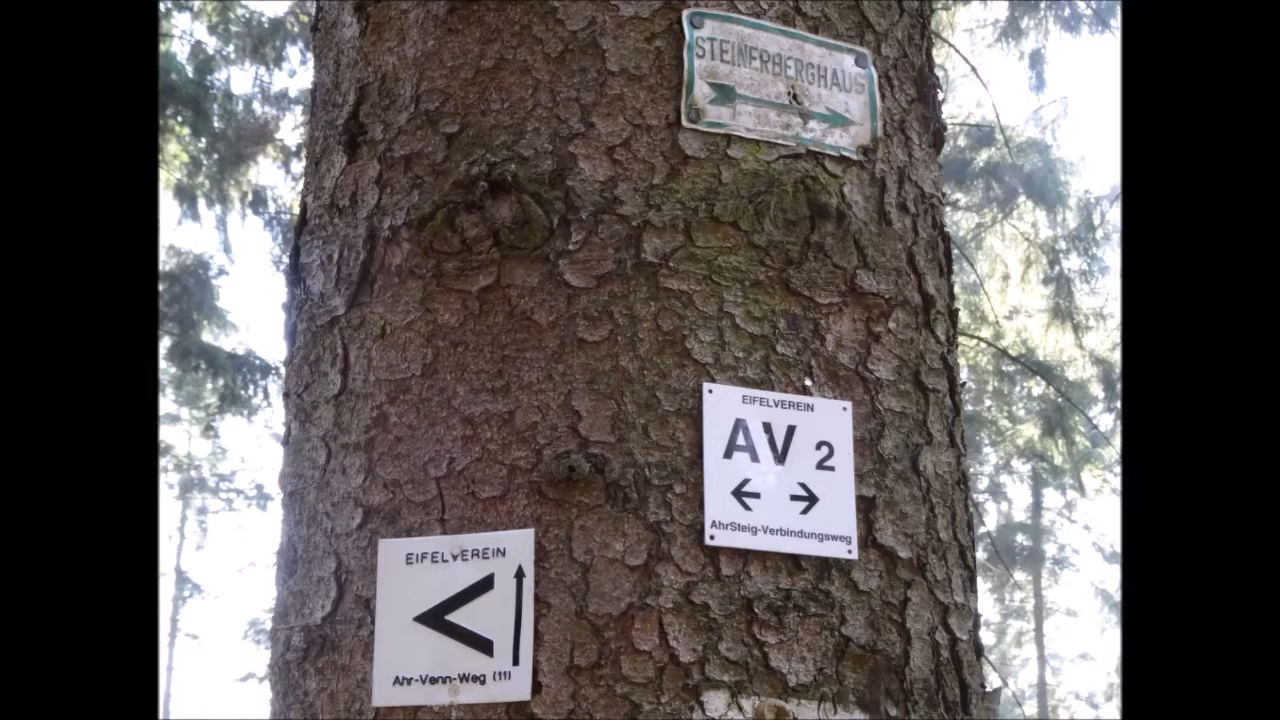 STEINERBERGHAUS
EIFELVEREIN
AV 2
AhrSteig-Verbindungsweg
EIFELVEREIN
Ahr-Venn-Weg (11)